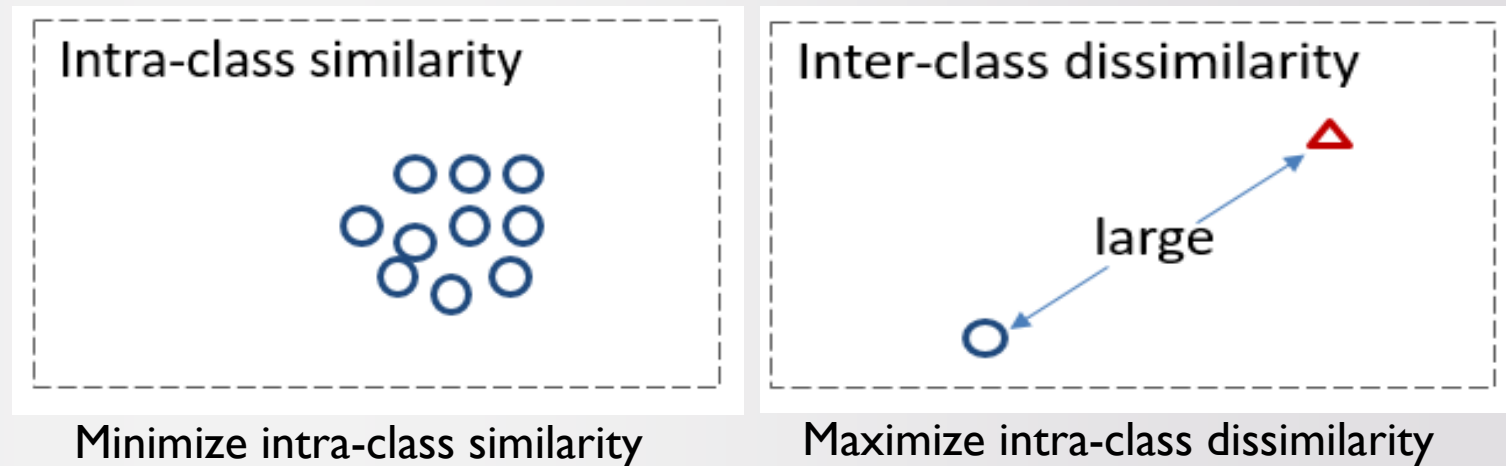 Intra-class similarity
Inter-class dissimilarity
large
Minimize intra-class similarity
Maximize intra-class dissimilarity